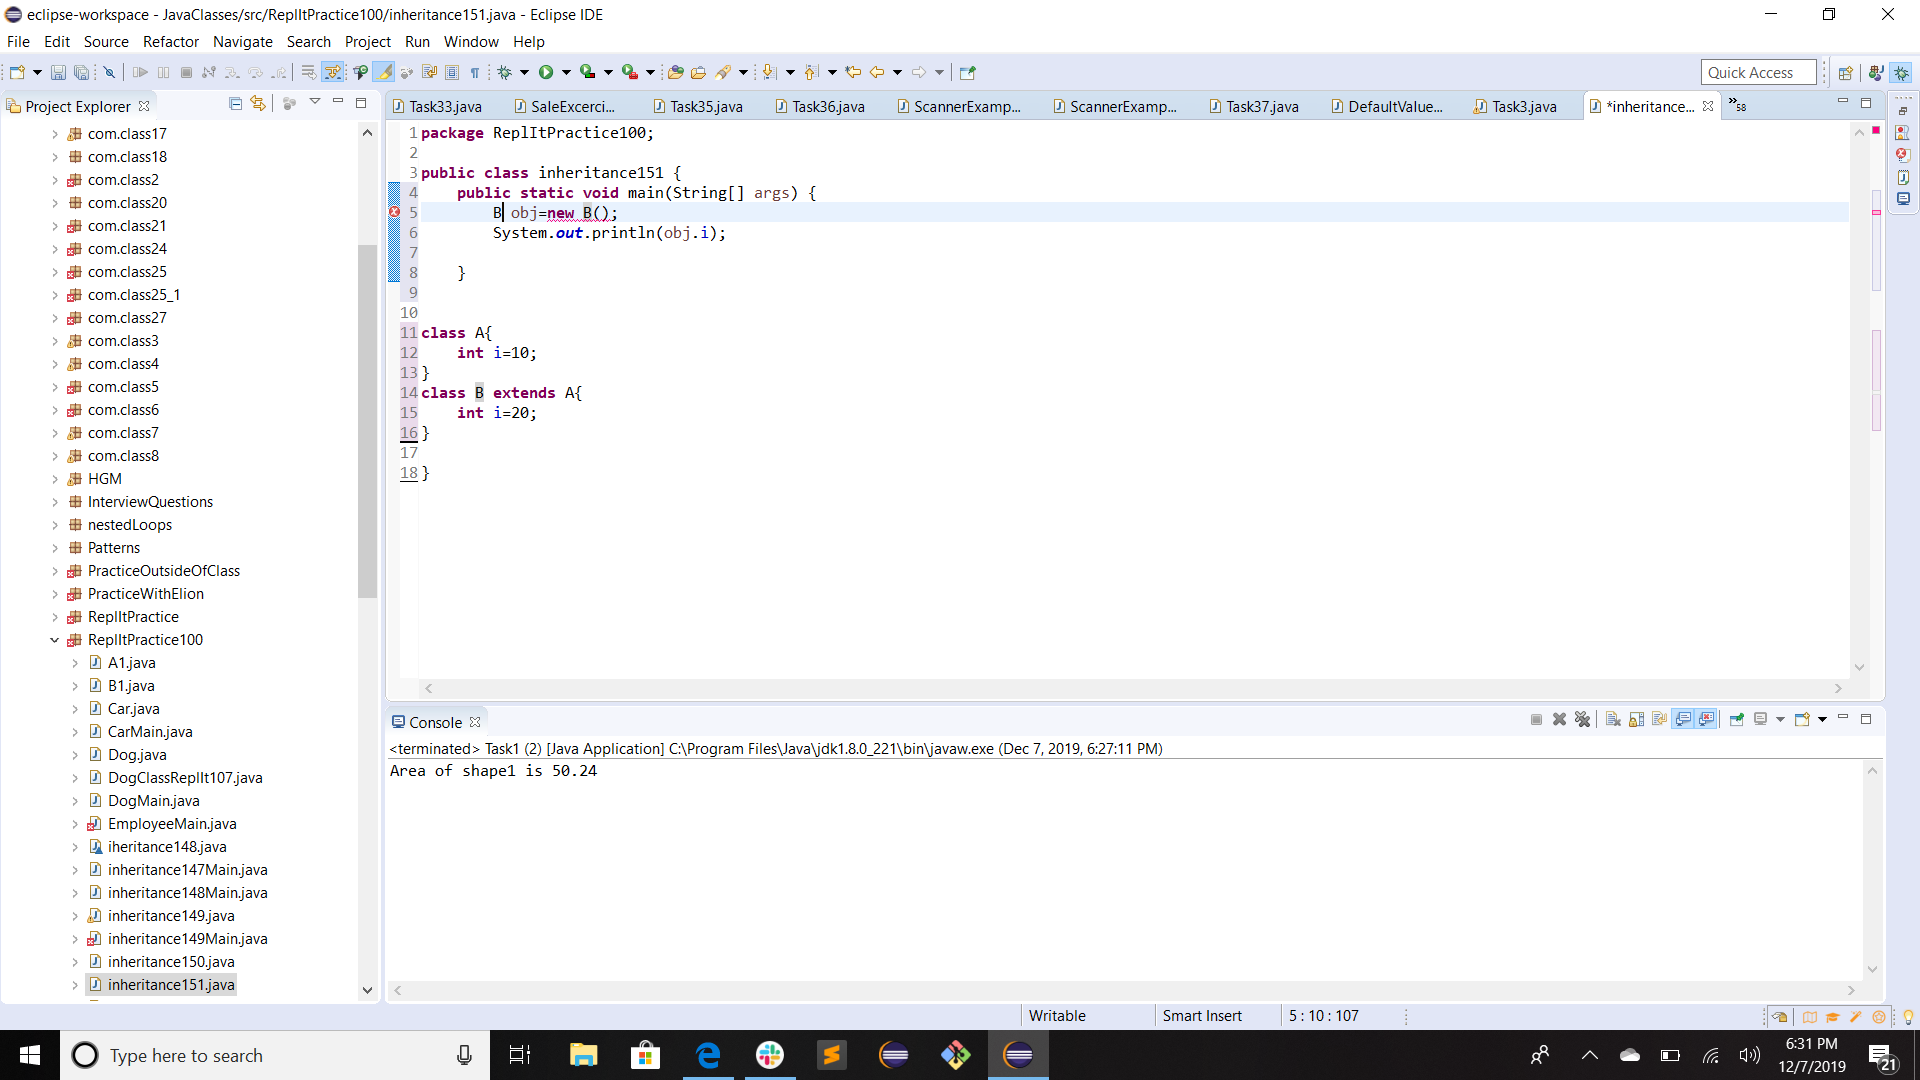 eclipse-workspace - JavaClasses/src/ReplItPractice100/inheritance151.java - Eclipse IDE
File Edit Source Refactor Navigate Search Project Run Window Help
Quick Access
Project Explorer
Task33.java SaleExcerci... Task35.java Task36.java ScannerExamp... ScannerExamp... Task37.java DefaultValue... Task3.java *inheritance... »58
com.class17
com.class18
com.class2
com.class20
com.class21
com.class24
com.class25
com.class25_1
com.class27
com.class3
com.class4
com.class5
com.class6
com.class7
com.class8
HGM
InterviewQuestions
nestedLoops
Patterns
PracticeOutsideOfClass
PracticeWithElion
ReplItPractice
ReplItPractice100
A1.java
B1.java
Car.java
CarMain.java
Dog.java
DogClassReplIt107.java
DogMain.java
EmployeeMain.java
iheritance148.java
inheritance147Main.java
inheritance148Main.java
inheritance149.java
inheritance149Main.java
inheritance150.java
inheritance151.java
1 package ReplItPractice100;
2
3 public class inheritance151 {
4 public static void main(String[] args) {
5 B obj=new B();
6 System.out.println(obj.i);
7
8 }
9
10
11 class A{
12 int i=10;
13 }
14 class B extends A{
15 int i=20;
16 }
17
18 }
Console
<terminated> Task1 (2) [Java Application] C:\Program Files\Java\jdk1.8.0_221\bin\javaw.exe (Dec 7, 2019, 6:27:11 PM)
Area of shape1 is 50.24
Writable Smart Insert 5 : 10 : 107
Type here to search
6:31 PM
12/7/2019
21